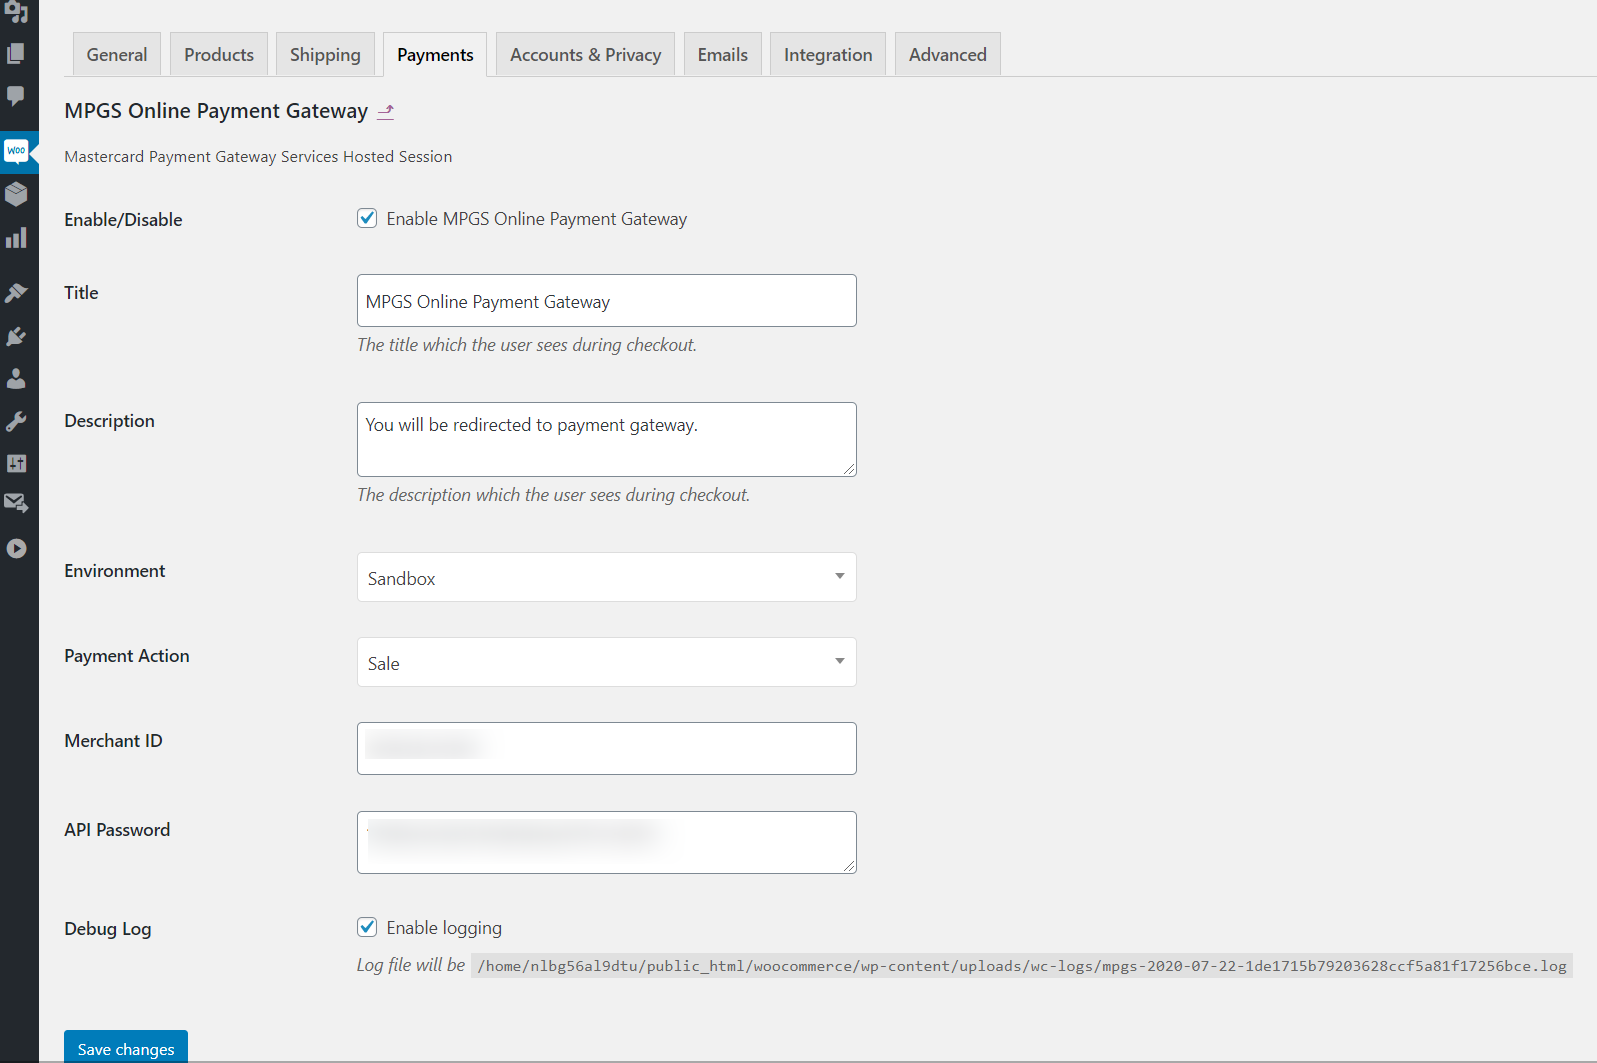 General Products Shipping Payments Accounts & Privacy Emails Integration Advanced
MPGS Online Payment Gateway
woo
Mastercard Payment Gateway Services Hosted Session
Enable/Disable Enable MPGS Online Payment Gateway
Title MPGS Online Payment Gateway
The title which the user sees during checkout.
Description You will be redirected to payment gateway.
The description which the user sees during checkout.
Environment Sandbox
Payment Action Sale
Merchant ID
API Password
Debug Log Enable logging
Log file will be /home/nlbg56al9dtu/public_html/woocommerce/wp-content/uploads/wc-logs/mpgs-2020-07-22-1de1715b79203628ccf5a81f17256bce.log
Save changes